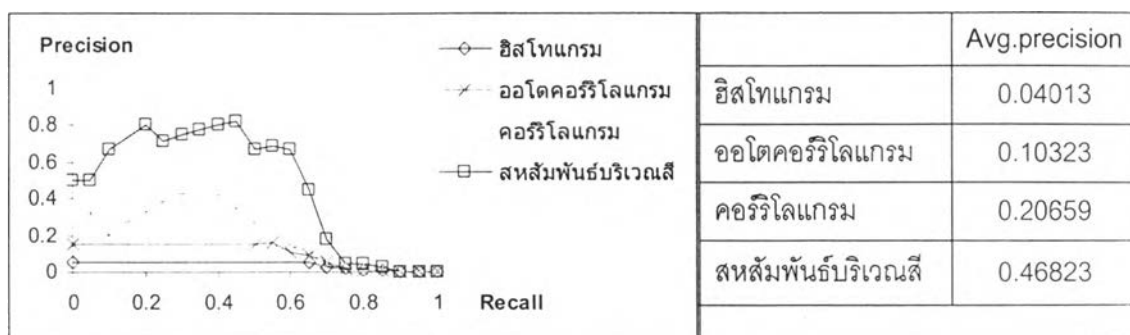 Precision
1
0.8
0.6
0.4
0.2
0
0 0.2 0.4 0.6 0.8 1
Recall
ฮิสโทแกรม
ออโตคอร์ริโลแกรม
คอร์ริโลแกรม
สหสัมพันธ์บริเวณสี
Avg.precision
ฮิสโทแกรม 0.04013
ออโตคอร์ริโลแกรม 0.10323
คอร์ริโลแกรม 0.20659
สหสัมพันธ์บริเวณสี 0.46823